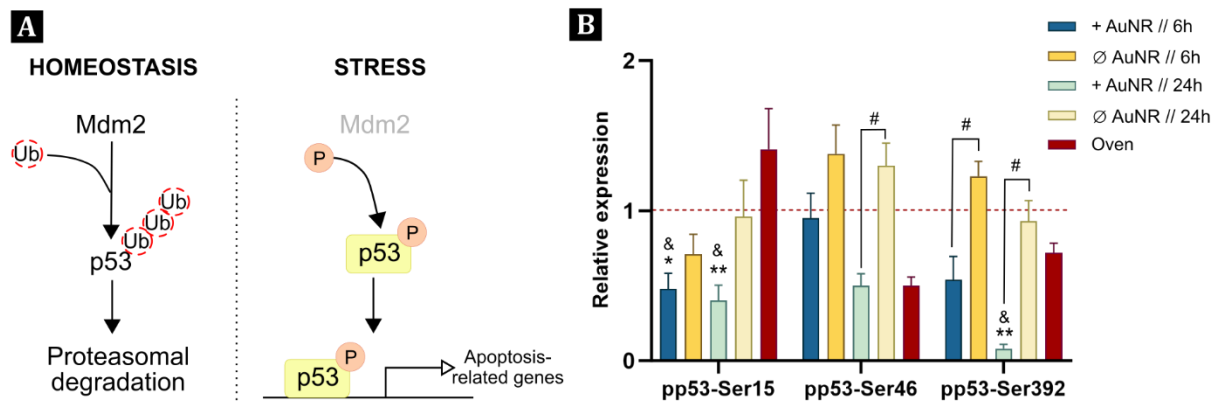 A
HOMEOSTASIS
Mdm2
Ub
Ub
Ub
Ub
p53
Proteasomal
degradation
STRESS
Mdm2
P
P
p53
P
p53
Apoptosis-
related genes
B
+ AuNR // 6h
∅ AuNR // 6h
+ AuNR // 24h
∅ AuNR // 24h
Oven
Relative expression
2
1
0
&
*
&
**
#
#
#
&
**
pp53-Ser15
pp53-Ser46
pp53-Ser392